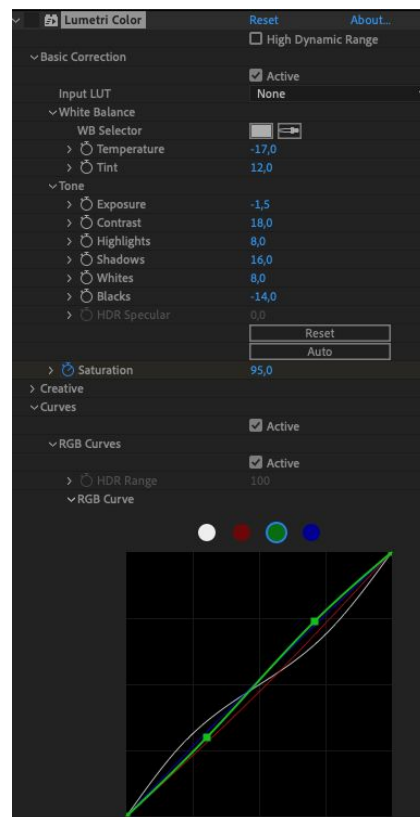 Lumetri Color Reset About...
High Dynamic Range
Basic Correction
Active
Input LUT None
White Balance
WB Selector
Temperature -17,0
Tint 12,0
Tone
Exposure -1,5
Contrast 18,0
Highlights 8,0
Shadows 16,0
Whites 8,0
Blacks -14,0
HDR Specular 0,0
Reset
Auto
Saturation 95,0
Creative
Curves
Active
RGB Curves
Active
HDR Range 100
RGB Curve